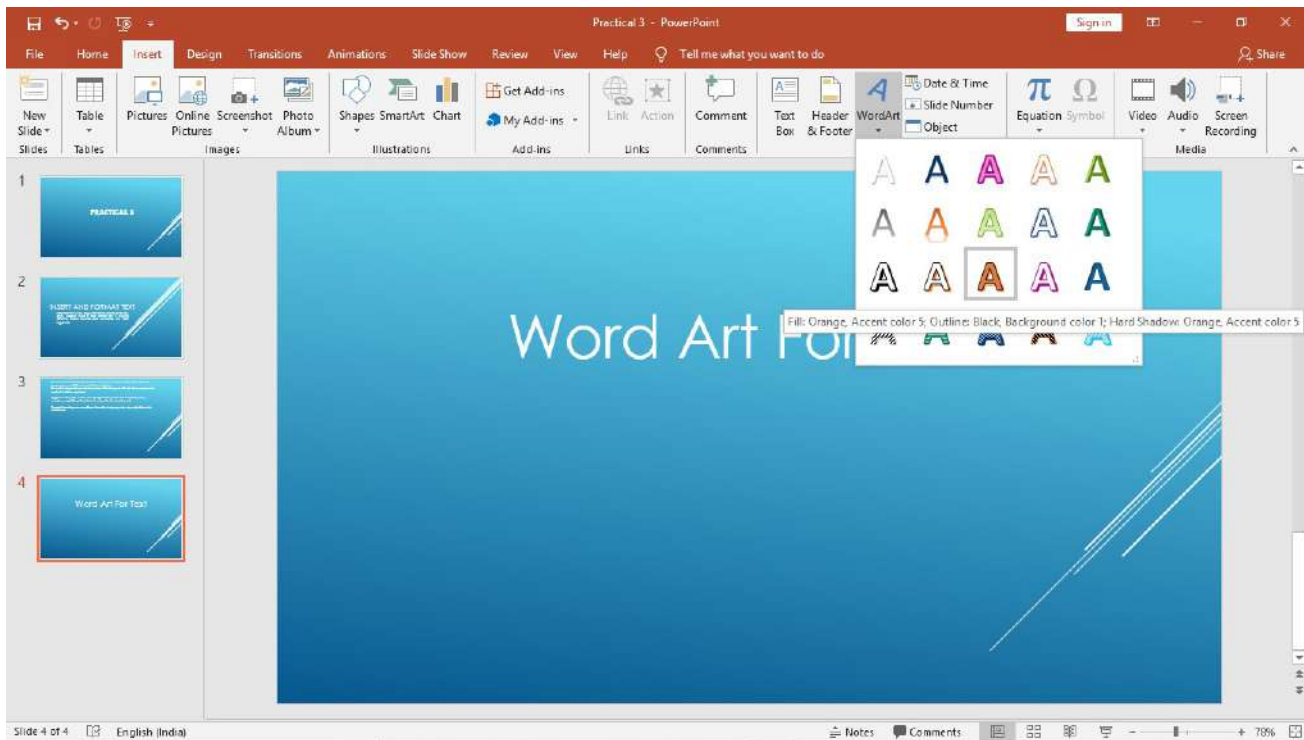 Practical 3 - PowerPoint
Sign in
File Home Insert Design Transitions Animations Slide Show Review View Help Tell me what you want to do Share
New Slide
Table
Pictures
Online Pictures
Screenshot
Photo Album
Shapes SmartArt Chart
Get Add-ins
My Add-ins
Link Action
Comment
Text Box
Header & Footer
WordArt
Date & Time
Slide Number
Object
Equation Symbol
Video Audio
Screen Recording
Slides Tables Images Illustrations Add-ins Links Comments Media
1
PRACTICAL 3
2
INSERT AND FORMAT TEXT
3
4
Word Art For Text
Word Art For
A A A A A
A A A A A
A A A A A
Fill: Orange, Accent color 5; Outline: Black, Background color 1; Hard Shadow: Orange, Accent color 5
Slide 4 of 4 English (India) Notes Comments 78%